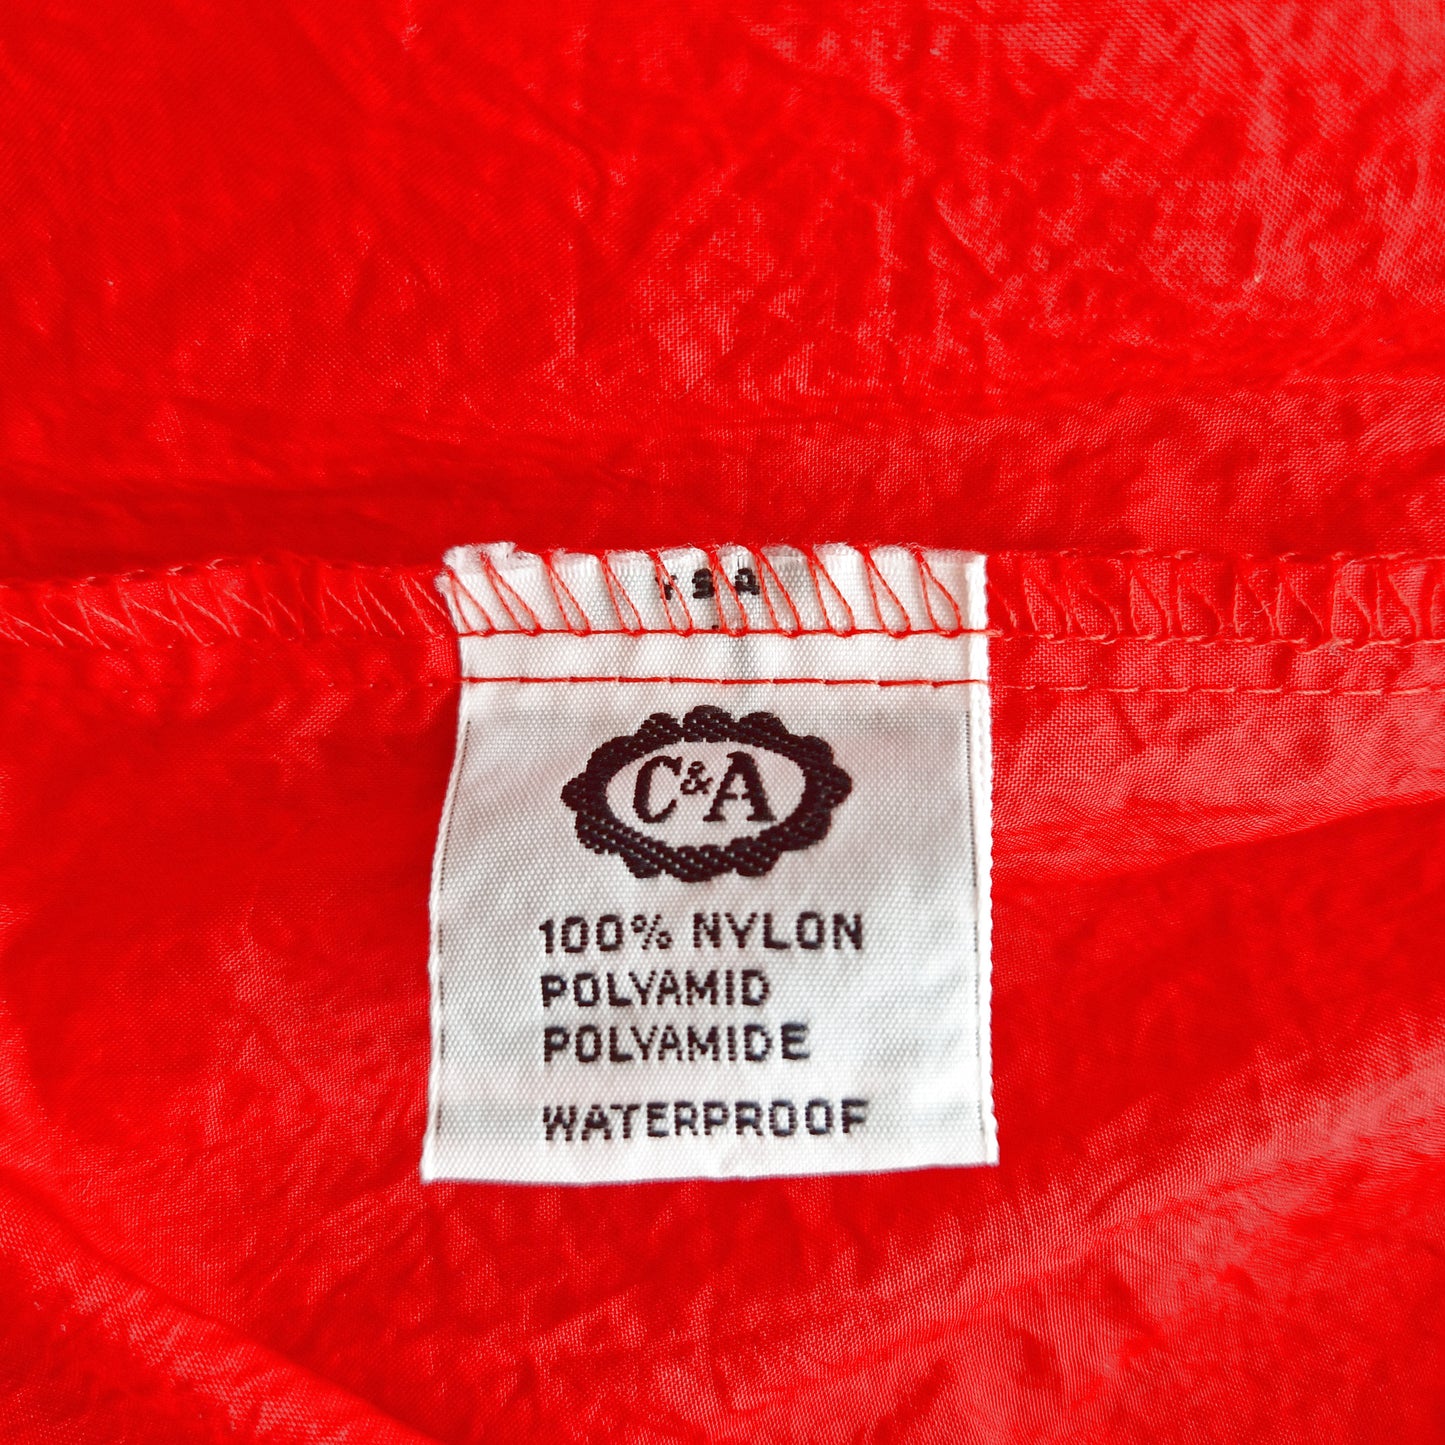 C&A
100% NYLON
POLYAMID
POLYAMIDE
WATERPROOF